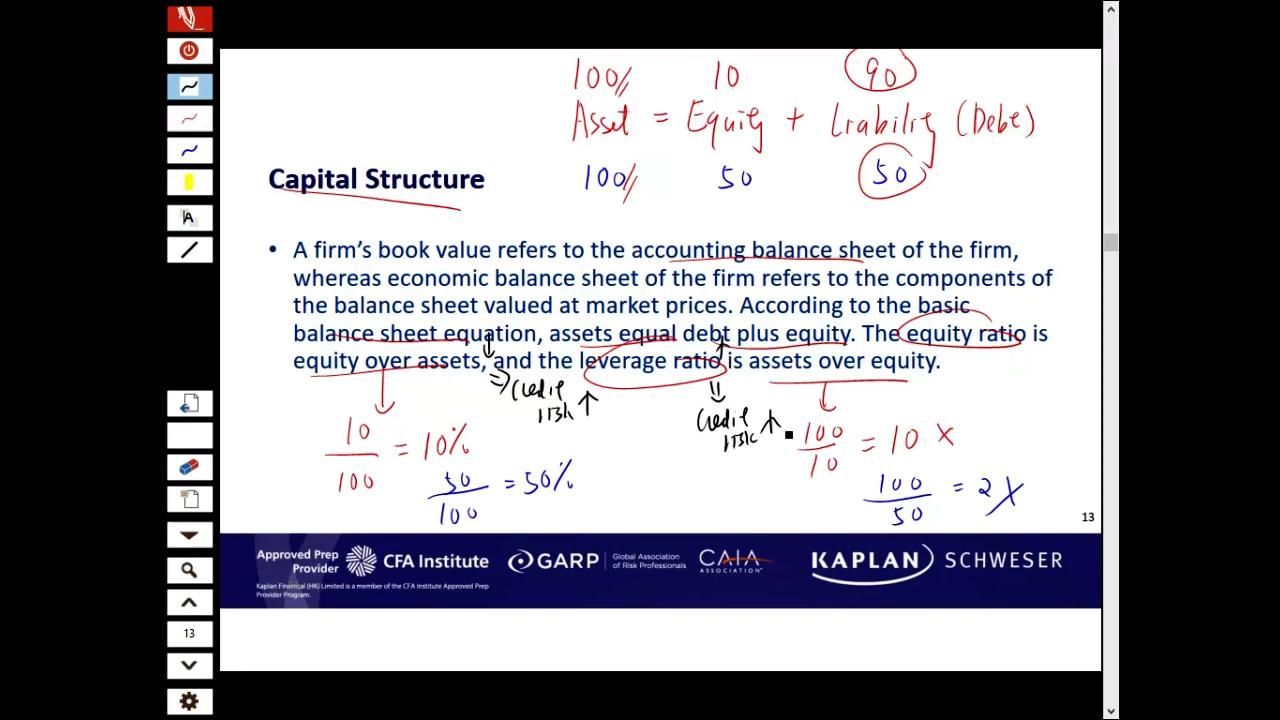 100// 10 90
Asset = Equity + Liability (Debt)
100// 50 50
Capital Structure
• A firm's book value refers to the accounting balance sheet of the firm,
whereas economic balance sheet of the firm refers to the components of
the balance sheet valued at market prices. According to the basic
balance sheet equation, assets equal debt plus equity. The equity ratio is
equity over assets, and the leverage ratio is assets over equity.
↓ ⇒ Credit risk ↑
↑ ⇓ Credit risk ↑
10/100 = 10%
50/100 = 50%
100/10 = 10 X
100/50 = 2X
13
Approved Prep Provider
CFA Institute
GARP
Global Association of Risk Professionals
CAIA ASSOCIATION
KAPLAN SCHWESER
Kaplan Finanical (HK) Limited is a member of the CFA Institute Approved Prep
Provider Program.
A
13